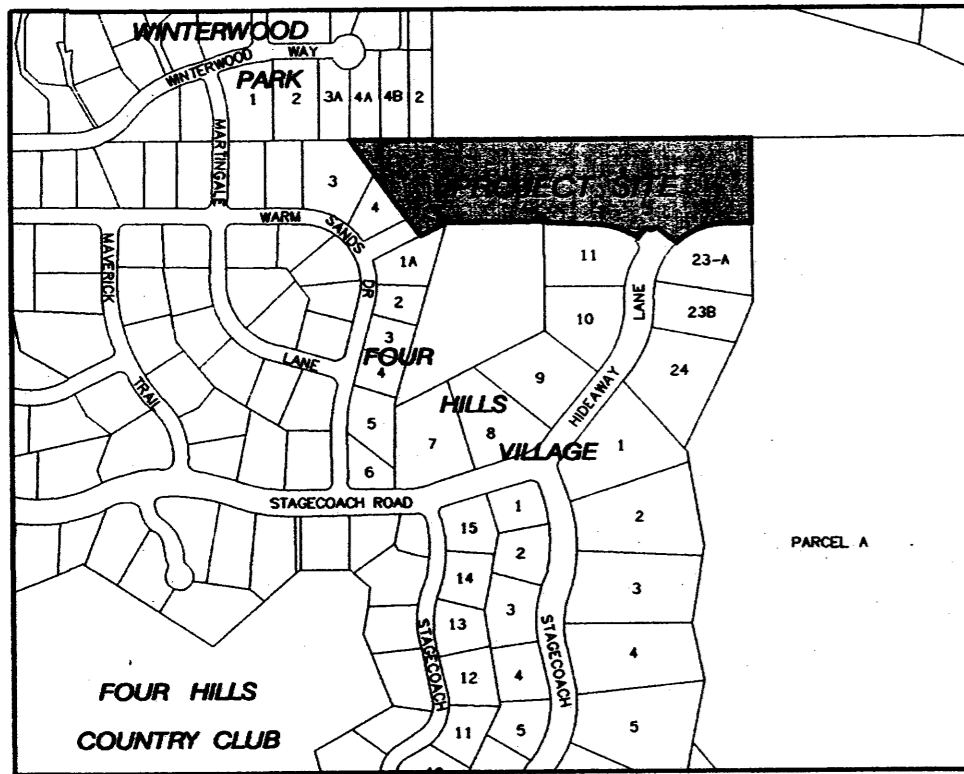 WINTERWOOD
WINTERWOOD WAY
PARK
1 2 3A 4A 4B 2
MARTINGALE
PROJECT SITE
3
4
WARM SANDS DR
1A
11
23-A
MAVERICK TRAIL
2
LANE
10
23B
3
LANE
FOUR
4
9
24
HIDEAWAY
HILLS
5
7
8
1
VILLAGE
6
STAGECOACH ROAD
1
15
2
2
PARCEL A
14
3
3
13
STAGECOACH
STAGECOACH
4
12
4
FOUR HILLS
5
11
5
COUNTRY CLUB